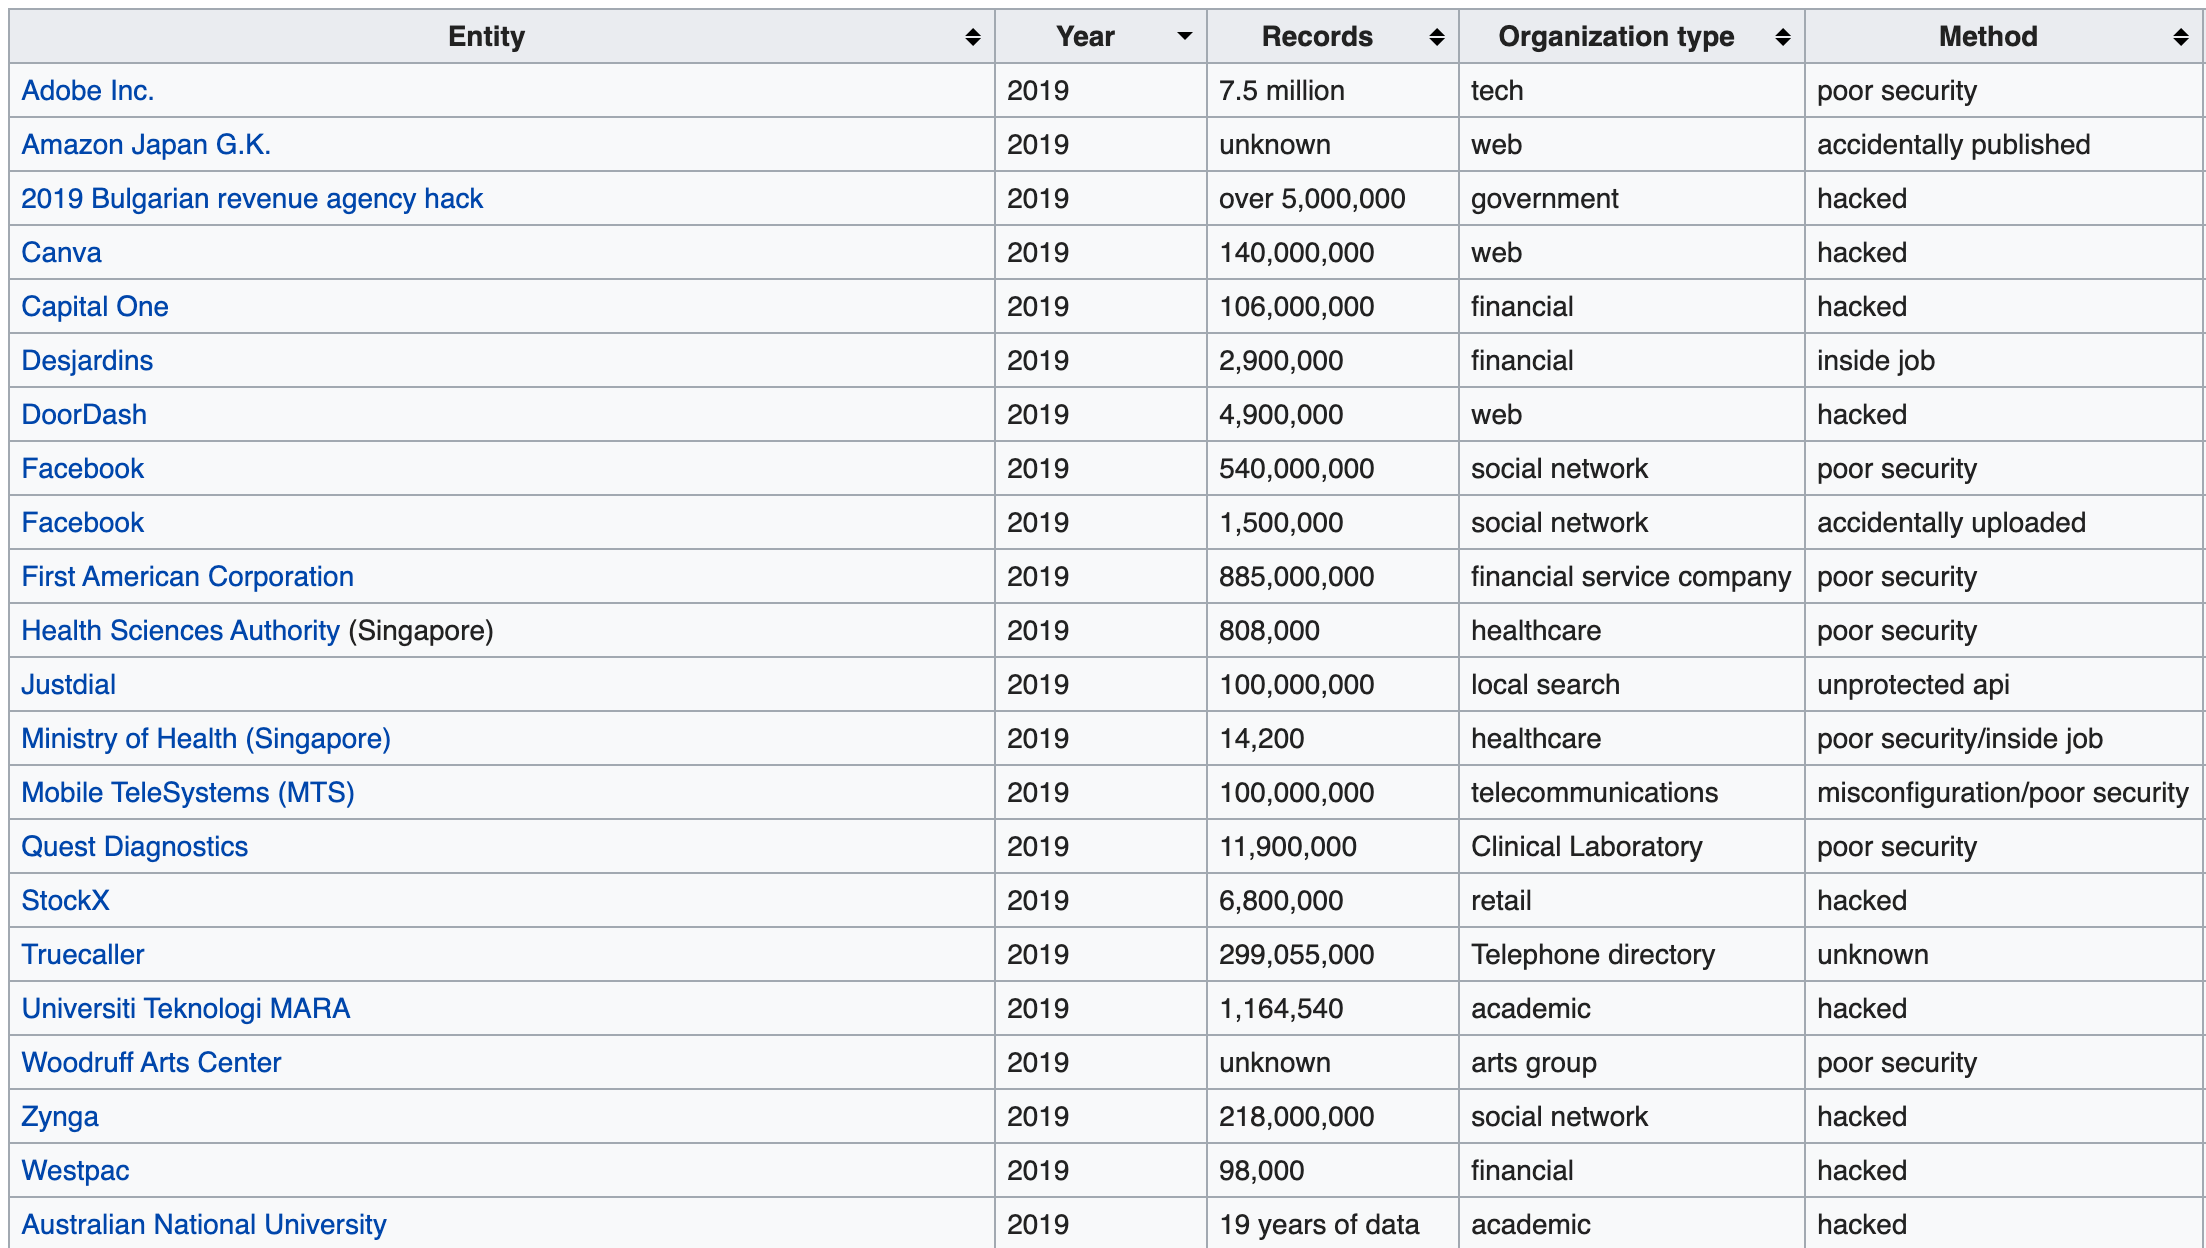 Entity Year Records Organization type Method
Adobe Inc. 2019 7.5 million tech poor security
Amazon Japan G.K. 2019 unknown web accidentally published
2019 Bulgarian revenue agency hack 2019 over 5,000,000 government hacked
Canva 2019 140,000,000 web hacked
Capital One 2019 106,000,000 financial hacked
Desjardins 2019 2,900,000 financial inside job
DoorDash 2019 4,900,000 web hacked
Facebook 2019 540,000,000 social network poor security
Facebook 2019 1,500,000 social network accidentally uploaded
First American Corporation 2019 885,000,000 financial service company poor security
Health Sciences Authority (Singapore) 2019 808,000 healthcare poor security
Justdial 2019 100,000,000 local search unprotected api
Ministry of Health (Singapore) 2019 14,200 healthcare poor security/inside job
Mobile TeleSystems (MTS) 2019 100,000,000 telecommunications misconfiguration/poor security
Quest Diagnostics 2019 11,900,000 Clinical Laboratory poor security
StockX 2019 6,800,000 retail hacked
Truecaller 2019 299,055,000 Telephone directory unknown
Universiti Teknologi MARA 2019 1,164,540 academic hacked
Woodruff Arts Center 2019 unknown arts group poor security
Zynga 2019 218,000,000 social network hacked
Westpac 2019 98,000 financial hacked
Australian National University 2019 19 years of data academic hacked